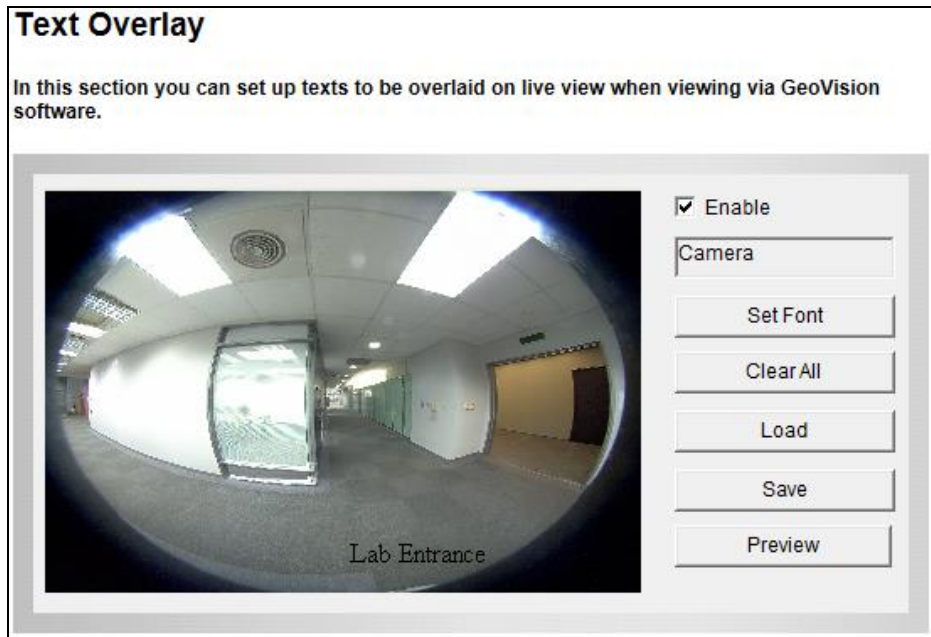 Text Overlay
In this section you can set up texts to be overlaid on live view when viewing via GeoVision
software.
Enable
Camera
Set Font
Clear All
Load
Save
Preview
Lab Entrance